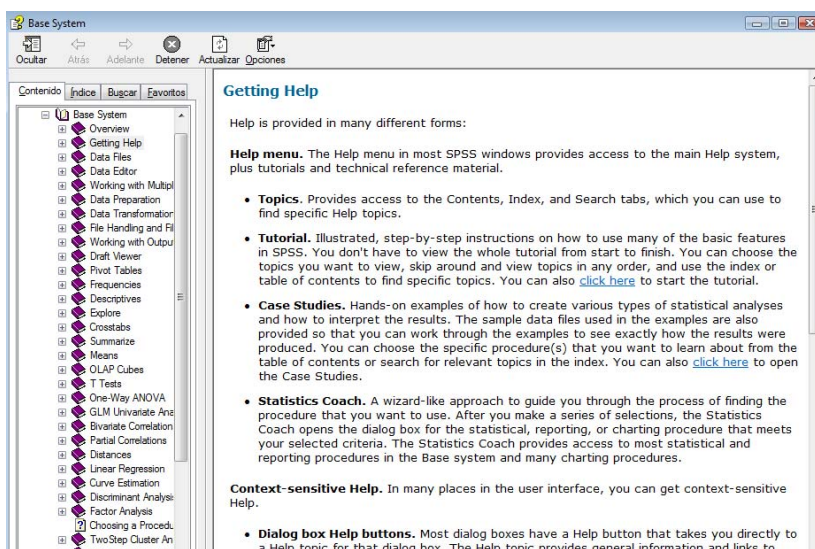 Base System
Ocultar Atrás Adelante Detener Actualizar Opciones
Contenido Índice Buscar Favoritos
Base System
Overview
Getting Help
Data Files
Data Editor
Working with Multipl
Data Preparation
Data Transformation
File Handling and Fil
Working with Outpu
Draft Viewer
Pivot Tables
Frequencies
Descriptives
Explore
Crosstabs
Summarize
Means
OLAP Cubes
T Tests
One-Way ANOVA
GLM Univariate Ana
Bivariate Correlation
Partial Correlations
Distances
Linear Regression
Curve Estimation
Discriminant Analysis
Factor Analysis
Choosing a Procedu
TwoStep Cluster An
Getting Help
Help is provided in many different forms:
Help menu. The Help menu in most SPSS windows provides access to the main Help system,
plus tutorials and technical reference material.
• Topics. Provides access to the Contents, Index, and Search tabs, which you can use to
find specific Help topics.
• Tutorial. Illustrated, step-by-step instructions on how to use many of the basic features
in SPSS. You don't have to view the whole tutorial from start to finish. You can choose the
topics you want to view, skip around and view topics in any order, and use the index or
table of contents to find specific topics. You can also click here to start the tutorial.
• Case Studies. Hands-on examples of how to create various types of statistical analyses
and how to interpret the results. The sample data files used in the examples are also
provided so that you can work through the examples to see exactly how the results were
produced. You can choose the specific procedure(s) that you want to learn about from the
table of contents or search for relevant topics in the index. You can also click here to open
the Case Studies.
• Statistics Coach. A wizard-like approach to guide you through the process of finding the
procedure that you want to use. After you make a series of selections, the Statistics
Coach opens the dialog box for the statistical, reporting, or charting procedure that meets
your selected criteria. The Statistics Coach provides access to most statistical and
reporting procedures in the Base system and many charting procedures.
Context-sensitive Help. In many places in the user interface, you can get context-sensitive
Help.
• Dialog box Help buttons. Most dialog boxes have a Help button that takes you directly to
a Help topic for that dialog box. The Help topic provides general information and links to